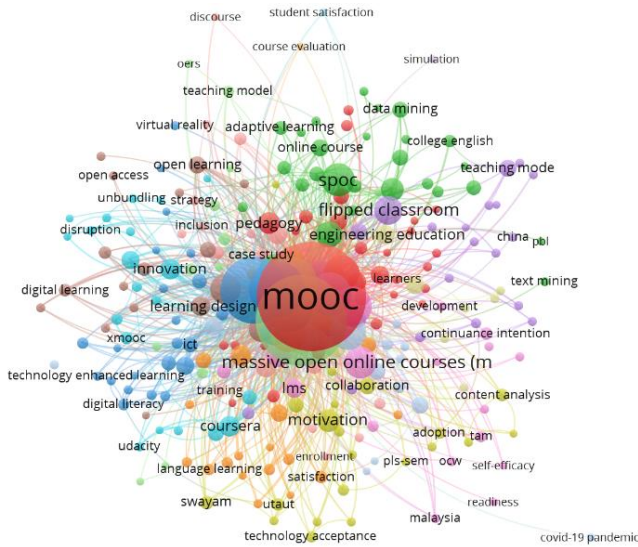 discourse
student satisfaction
course evaluation
oers
simulation
teaching model
data mining
virtual reality
adaptive learning
online course
college english
open learning
teaching mode
open access
spoc
unbundling
strategy
flipped classroom
disruption
inclusion
pedagogy
engineering education
china
pbl
case study
innovation
learners
text mining
digital learning
learning design
mooc
development
xmooc
ict
continuance intention
technology enhanced learning
massive open online courses (m
training
lms
collaboration
content analysis
digital literacy
coursera
motivation
adoption
tam
udacity
enrollment
pls-sem
ocw
self-efficacy
language learning
satisfaction
swayam
utaut
readiness
malaysia
technology acceptance
covid-19 pandemic